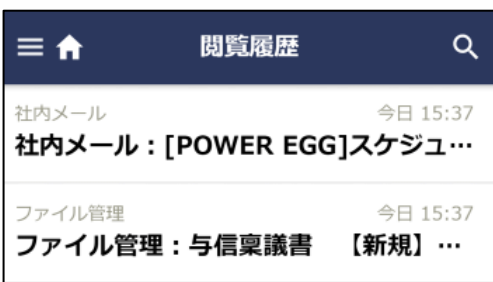 閲覧履歴
社内メール 今日 15:37
社内メール：[POWER EGG]スケジュ…
ファイル管理 今日 15:37
ファイル管理：与信稟議書　【新規】…